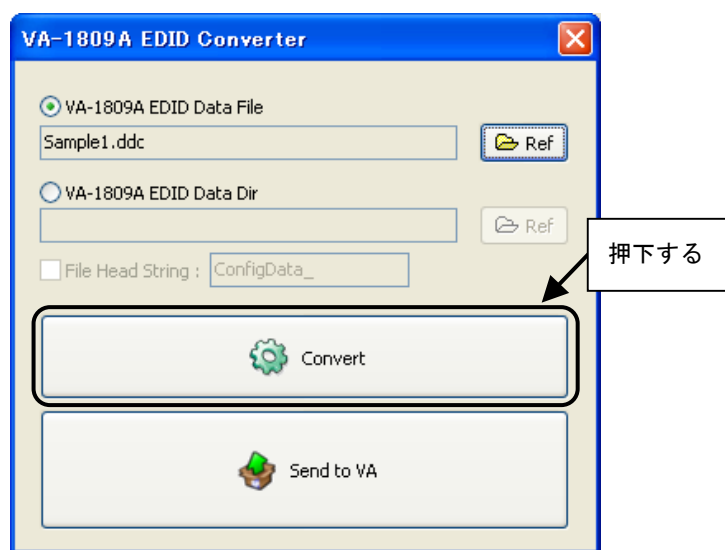 VA-1809A EDID Converter
VA-1809A EDID Data File
Sample1.ddc
Ref
VA-1809A EDID Data Dir
Ref
File Head String : ConfigData_
押下する
Convert
Send to VA